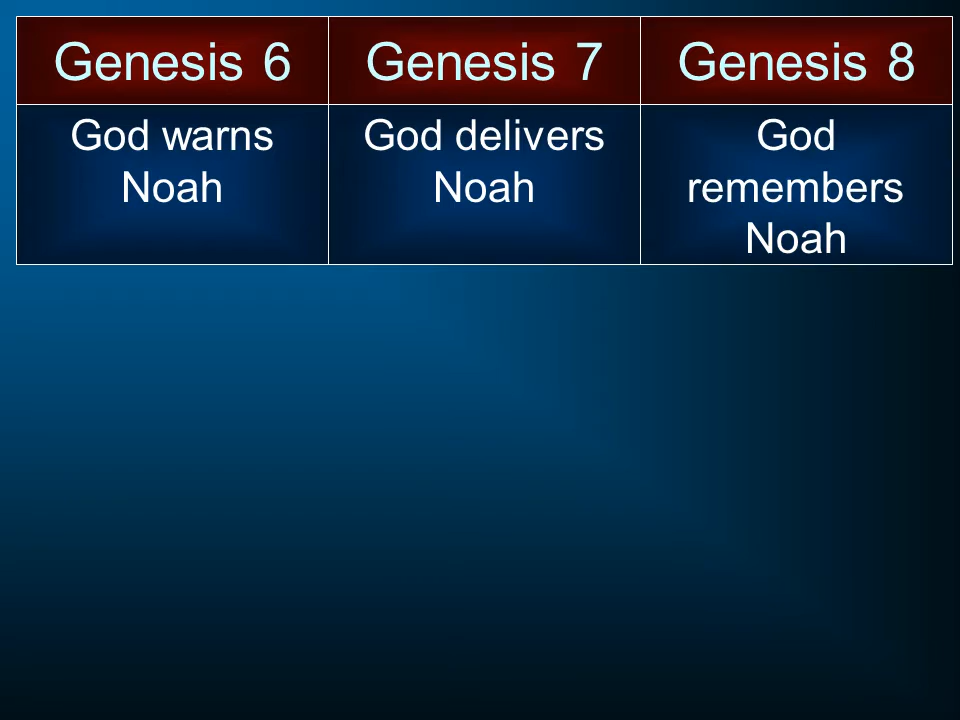 Genesis 6 Genesis 7 Genesis 8
God warns
Noah
God delivers
Noah
God
remembers
Noah